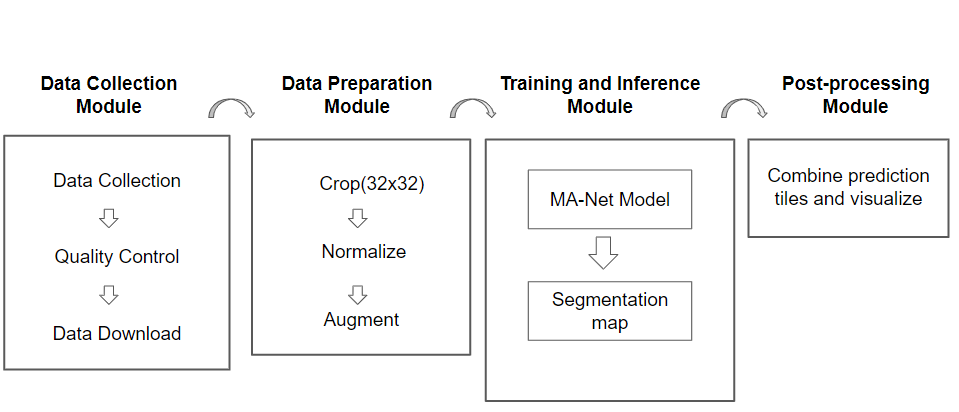 Data Collection
Module
Data Preparation
Module
Training and Inference
Module
Post-processing
Module
Data Collection
Quality Control
Data Download
Crop(32x32)
Normalize
Augment
MA-Net Model
Segmentation
map
Combine prediction
tiles and visualize